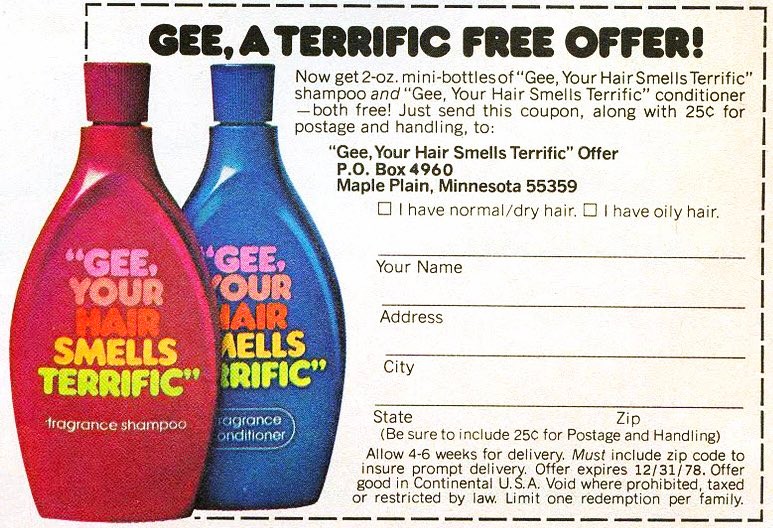 GEE, A TERRIFIC FREE OFFER!
Now get 2-oz. mini-bottles of "Gee, Your Hair Smells Terrific"
shampoo and "Gee, Your Hair Smells Terrific" conditioner
—both free! Just send this coupon, along with 25¢ for
postage and handling, to:
"Gee, Your Hair Smells Terrific" Offer
P.O. Box 4960
Maple Plain, Minnesota 55359
☐ I have normal/dry hair. ☐ I have oily hair.
Your Name
Address
City
State Zip
(Be sure to include 25¢ for Postage and Handling)
Allow 4-6 weeks for delivery. Must include zip code to
insure prompt delivery. Offer expires 12/31/78. Offer
good in Continental U.S.A. Void where prohibited, taxed
or restricted by law. Limit one redemption per family.
"GEE,
YOUR
HAIR
SMELLS
TERRIFIC"
fragrance shampoo
"GEE,
OUR
AIR
MELLS
RRIFIC"
ragrance
onditioner